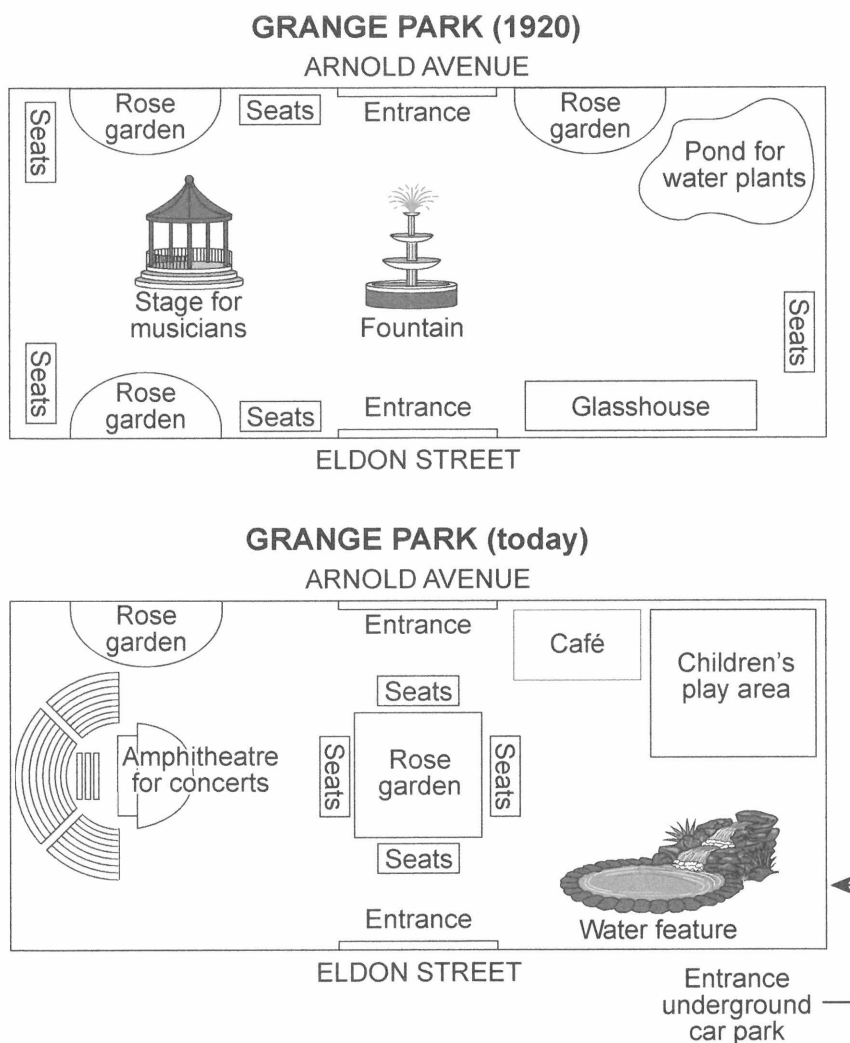 GRANGE PARK (1920)
ARNOLD AVENUE
Rose
garden
Seats
Entrance
Rose
garden
Seats
Pond for
water plants
Stage for
musicians
Fountain
Seats
Seats
Rose
garden
Seats
Entrance
Glasshouse
ELDON STREET
GRANGE PARK (today)
ARNOLD AVENUE
Rose
garden
Entrance
Café
Children's
play area
Seats
Amphitheatre
for concerts
Seats
Rose
garden
Seats
Seats
Entrance
Water feature
ELDON STREET
Entrance
underground
car park